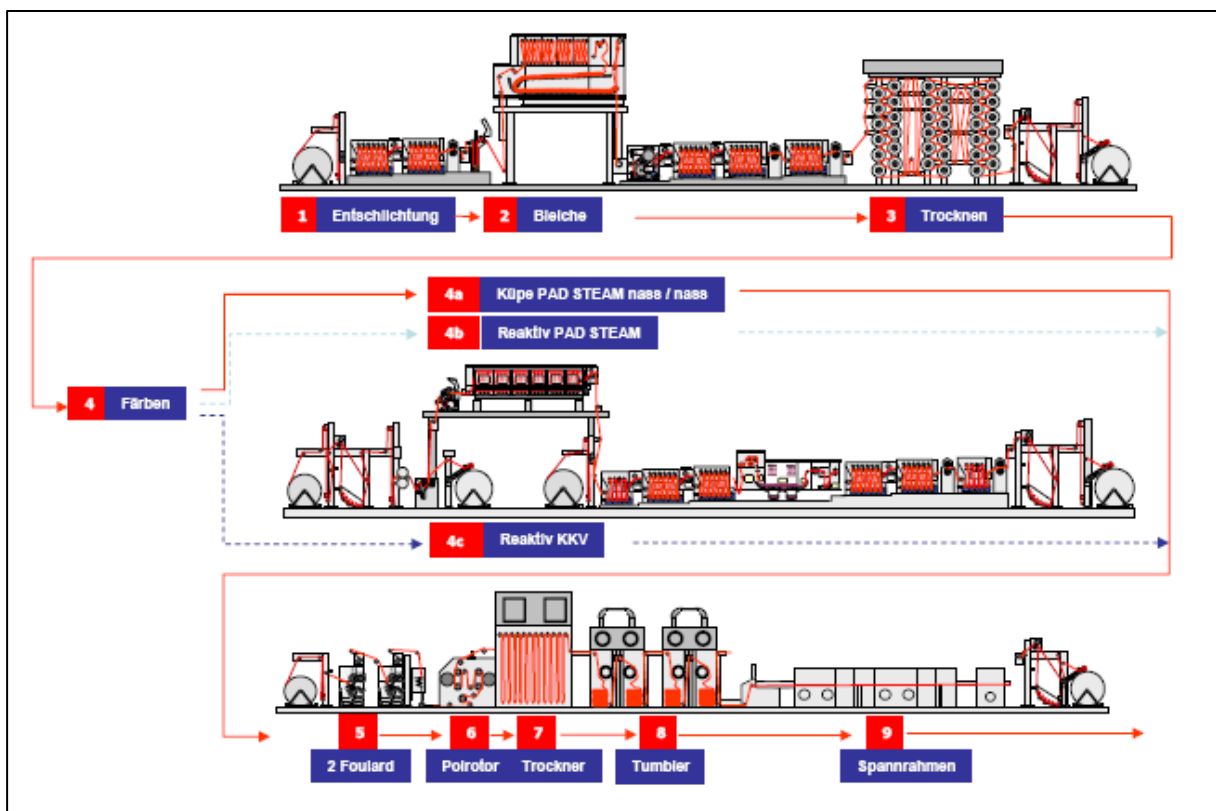 1 Entschlichtung
2 Bleiche
3 Trocknen
4a Küpe PAD STEAM nass / nass
4b Reaktiv PAD STEAM
4 Färben
4c Reaktiv KKV
5 6 7 8 9
2 Foulard Polrotor Trockner Tumbler Spannrahmen